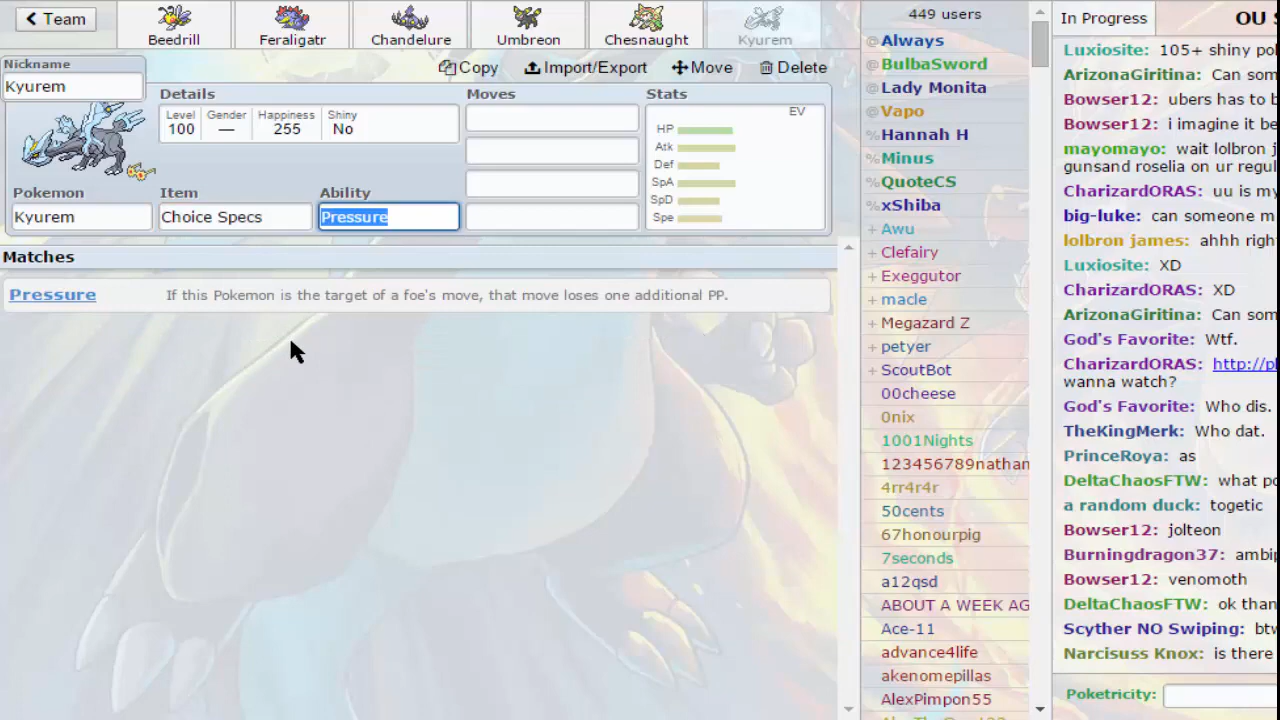 Team
Beedrill
Feraligatr
Chandelure
Umbreon
Chesnaught
Kyurem
Nickname
Kyurem
Copy
Import/Export
Move
Delete
Details
Level
100
Gender
—
Happiness
255
Shiny
No
Moves
Stats
EV
HP
Atk
Def
SpA
SpD
Spe
Pokemon
Kyurem
Item
Choice Specs
Ability
Pressure
Matches
Pressure If this Pokemon is the target of a foe's move, that move loses one additional PP.
449 users
@Always
@BulbaSword
@Lady Monita
@Vapo
%Hannah H
%Minus
%QuoteCS
%xShiba
+Awu
+Clefairy
+Exeggutor
+macle
+Megazard Z
+petyer
+ScoutBot
00cheese
0nix
1001Nights
123456789nathan
4rr4r4r
50cents
67honourpig
7seconds
a12qsd
ABOUT A WEEK AG
Ace-11
advance4life
akenomepillas
AlexPimpon55
In Progress
OU S
Luxiosite: 105+ shiny pok
ArizonaGiritina: Can som
Bowser12: ubers has to b
Bowser12: i imagine it be
mayomayo: wait lolbron j
gunsand roselia on ur regul
CharizardORAS: uu is my
big-luke: can someone m
lolbron james: ahhh righ
Luxiosite: XD
CharizardORAS: XD
ArizonaGiritina: Can som
God's Favorite: Wtf.
CharizardORAS: http://pl
wanna watch?
God's Favorite: Who dis.
TheKingMerk: Who dat.
PrinceRoya: as
DeltaChaosFTW: what po
a random duck: togetic
Bowser12: jolteon
Burningdragon37: ambip
Bowser12: venomoth
DeltaChaosFTW: ok than
Scyther NO Swiping: btw
Narcisuss Knox: is there
Poketricity: